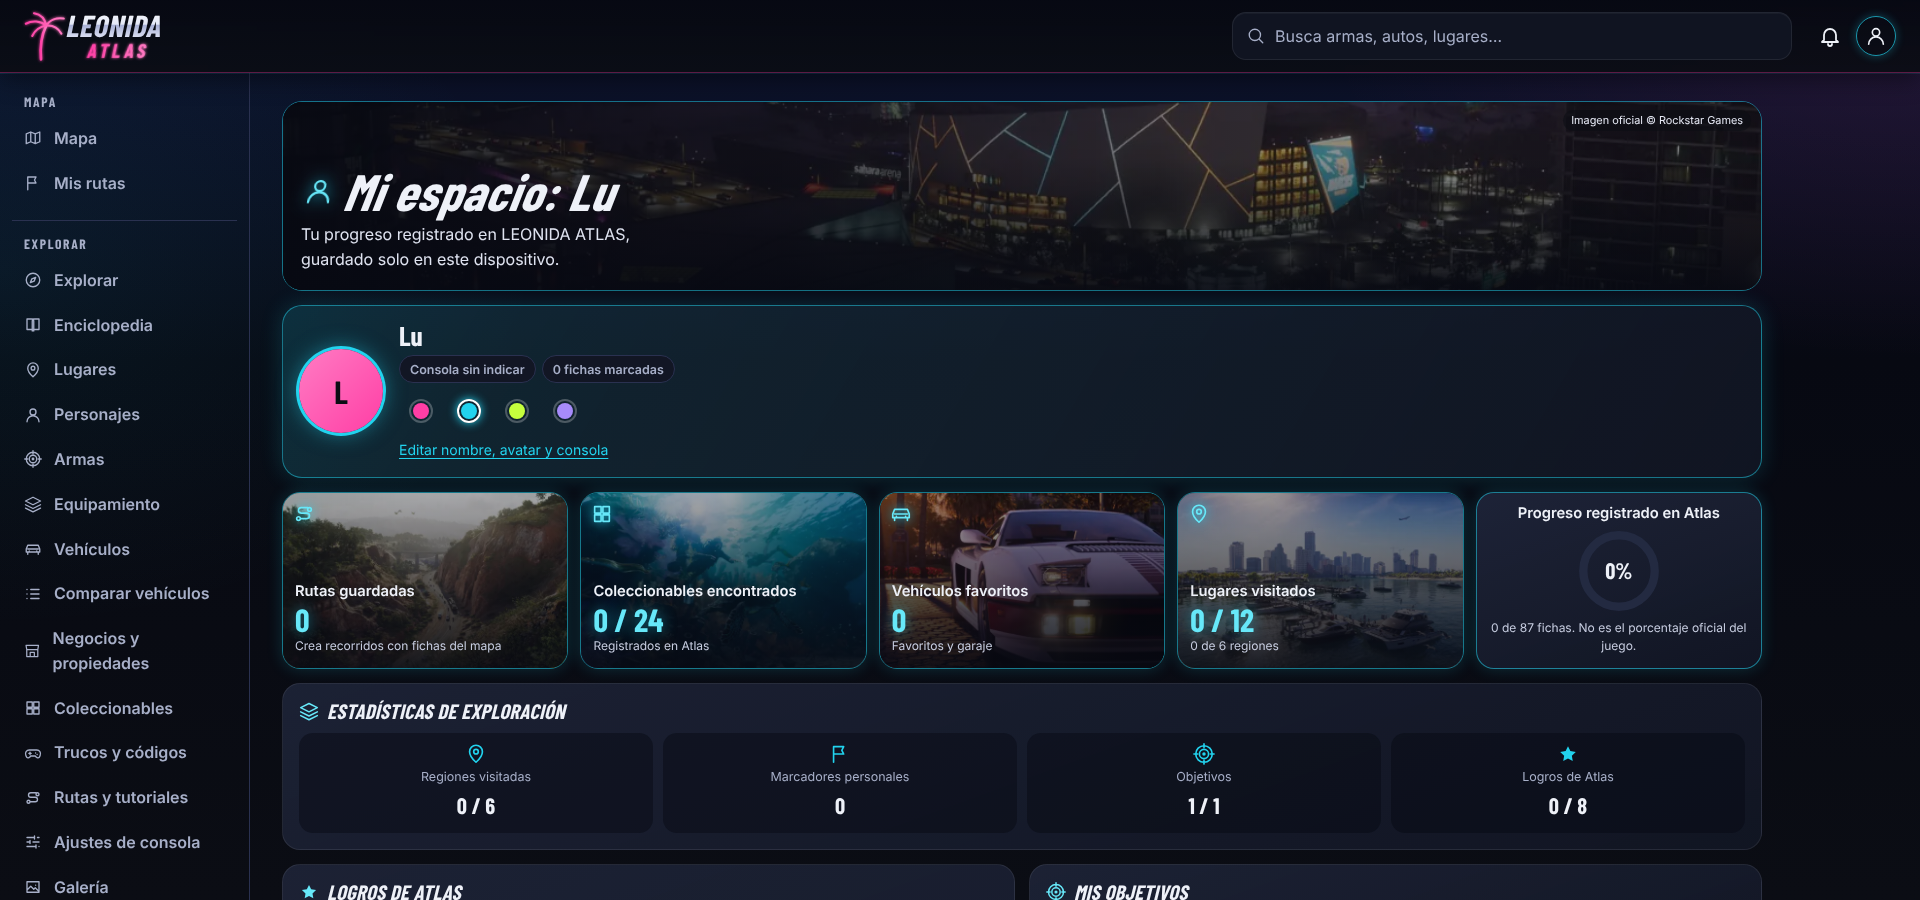 LEONIDA
ATLAS
Busca armas, autos, lugares...
MAPA
Mapa
Mis rutas
EXPLORAR
Explorar
Enciclopedia
Lugares
Personajes
Armas
Equipamiento
Vehículos
Comparar vehículos
Negocios y
propiedades
Coleccionables
Trucos y códigos
Rutas y tutoriales
Ajustes de consola
Galería
Imagen oficial © Rockstar Games
sahara arena
Mi espacio: Lu
Tu progreso registrado en LEONIDA ATLAS,
guardado solo en este dispositivo.
L
Lu
Consola sin indicar
0 fichas marcadas
Editar nombre, avatar y consola
Rutas guardadas
0
Crea recorridos con fichas del mapa
Coleccionables encontrados
0 / 24
Registrados en Atlas
Vehículos favoritos
0
Favoritos y garaje
Lugares visitados
0 / 12
0 de 6 regiones
Progreso registrado en Atlas
0%
0 de 87 fichas. No es el porcentaje oficial del
juego.
ESTADÍSTICAS DE EXPLORACIÓN
Regiones visitadas
0 / 6
Marcadores personales
0
Objetivos
1 / 1
Logros de Atlas
0 / 8
LOGROS DE ATLAS
MIS OBJETIVOS